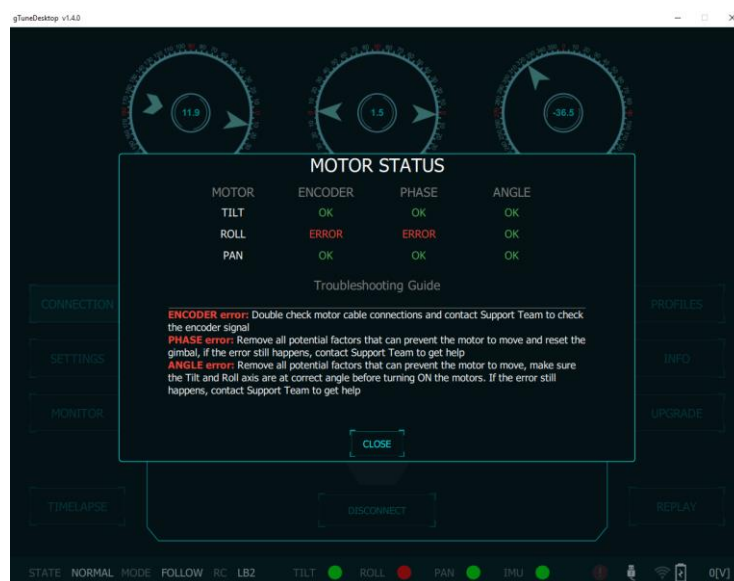 gTuneDesktop v1.4.0
11.9 1.5 -36.5
MOTOR STATUS
MOTOR ENCODER PHASE ANGLE
TILT OK OK OK
ROLL ERROR ERROR OK
PAN OK OK OK
Troubleshooting Guide
ENCODER error: Double check motor cable connections and contact Support Team to check
the encoder signal
PHASE error: Remove all potential factors that can prevent the motor to move and reset the
gimbal, if the error still happens, contact Support Team to get help
ANGLE error: Remove all potential factors that can prevent the motor to move, make sure
the Tilt and Roll axis are at correct angle before turning ON the motors. If the error still
happens, contact Support Team to get help
CLOSE
CONNECTION PROFILES
SETTINGS INFO
MONITOR UPGRADE
TIMELAPSE DISCONNECT REPLAY
STATE NORMAL MODE FOLLOW RC LB2 TILT ROLL PAN IMU 0[V]